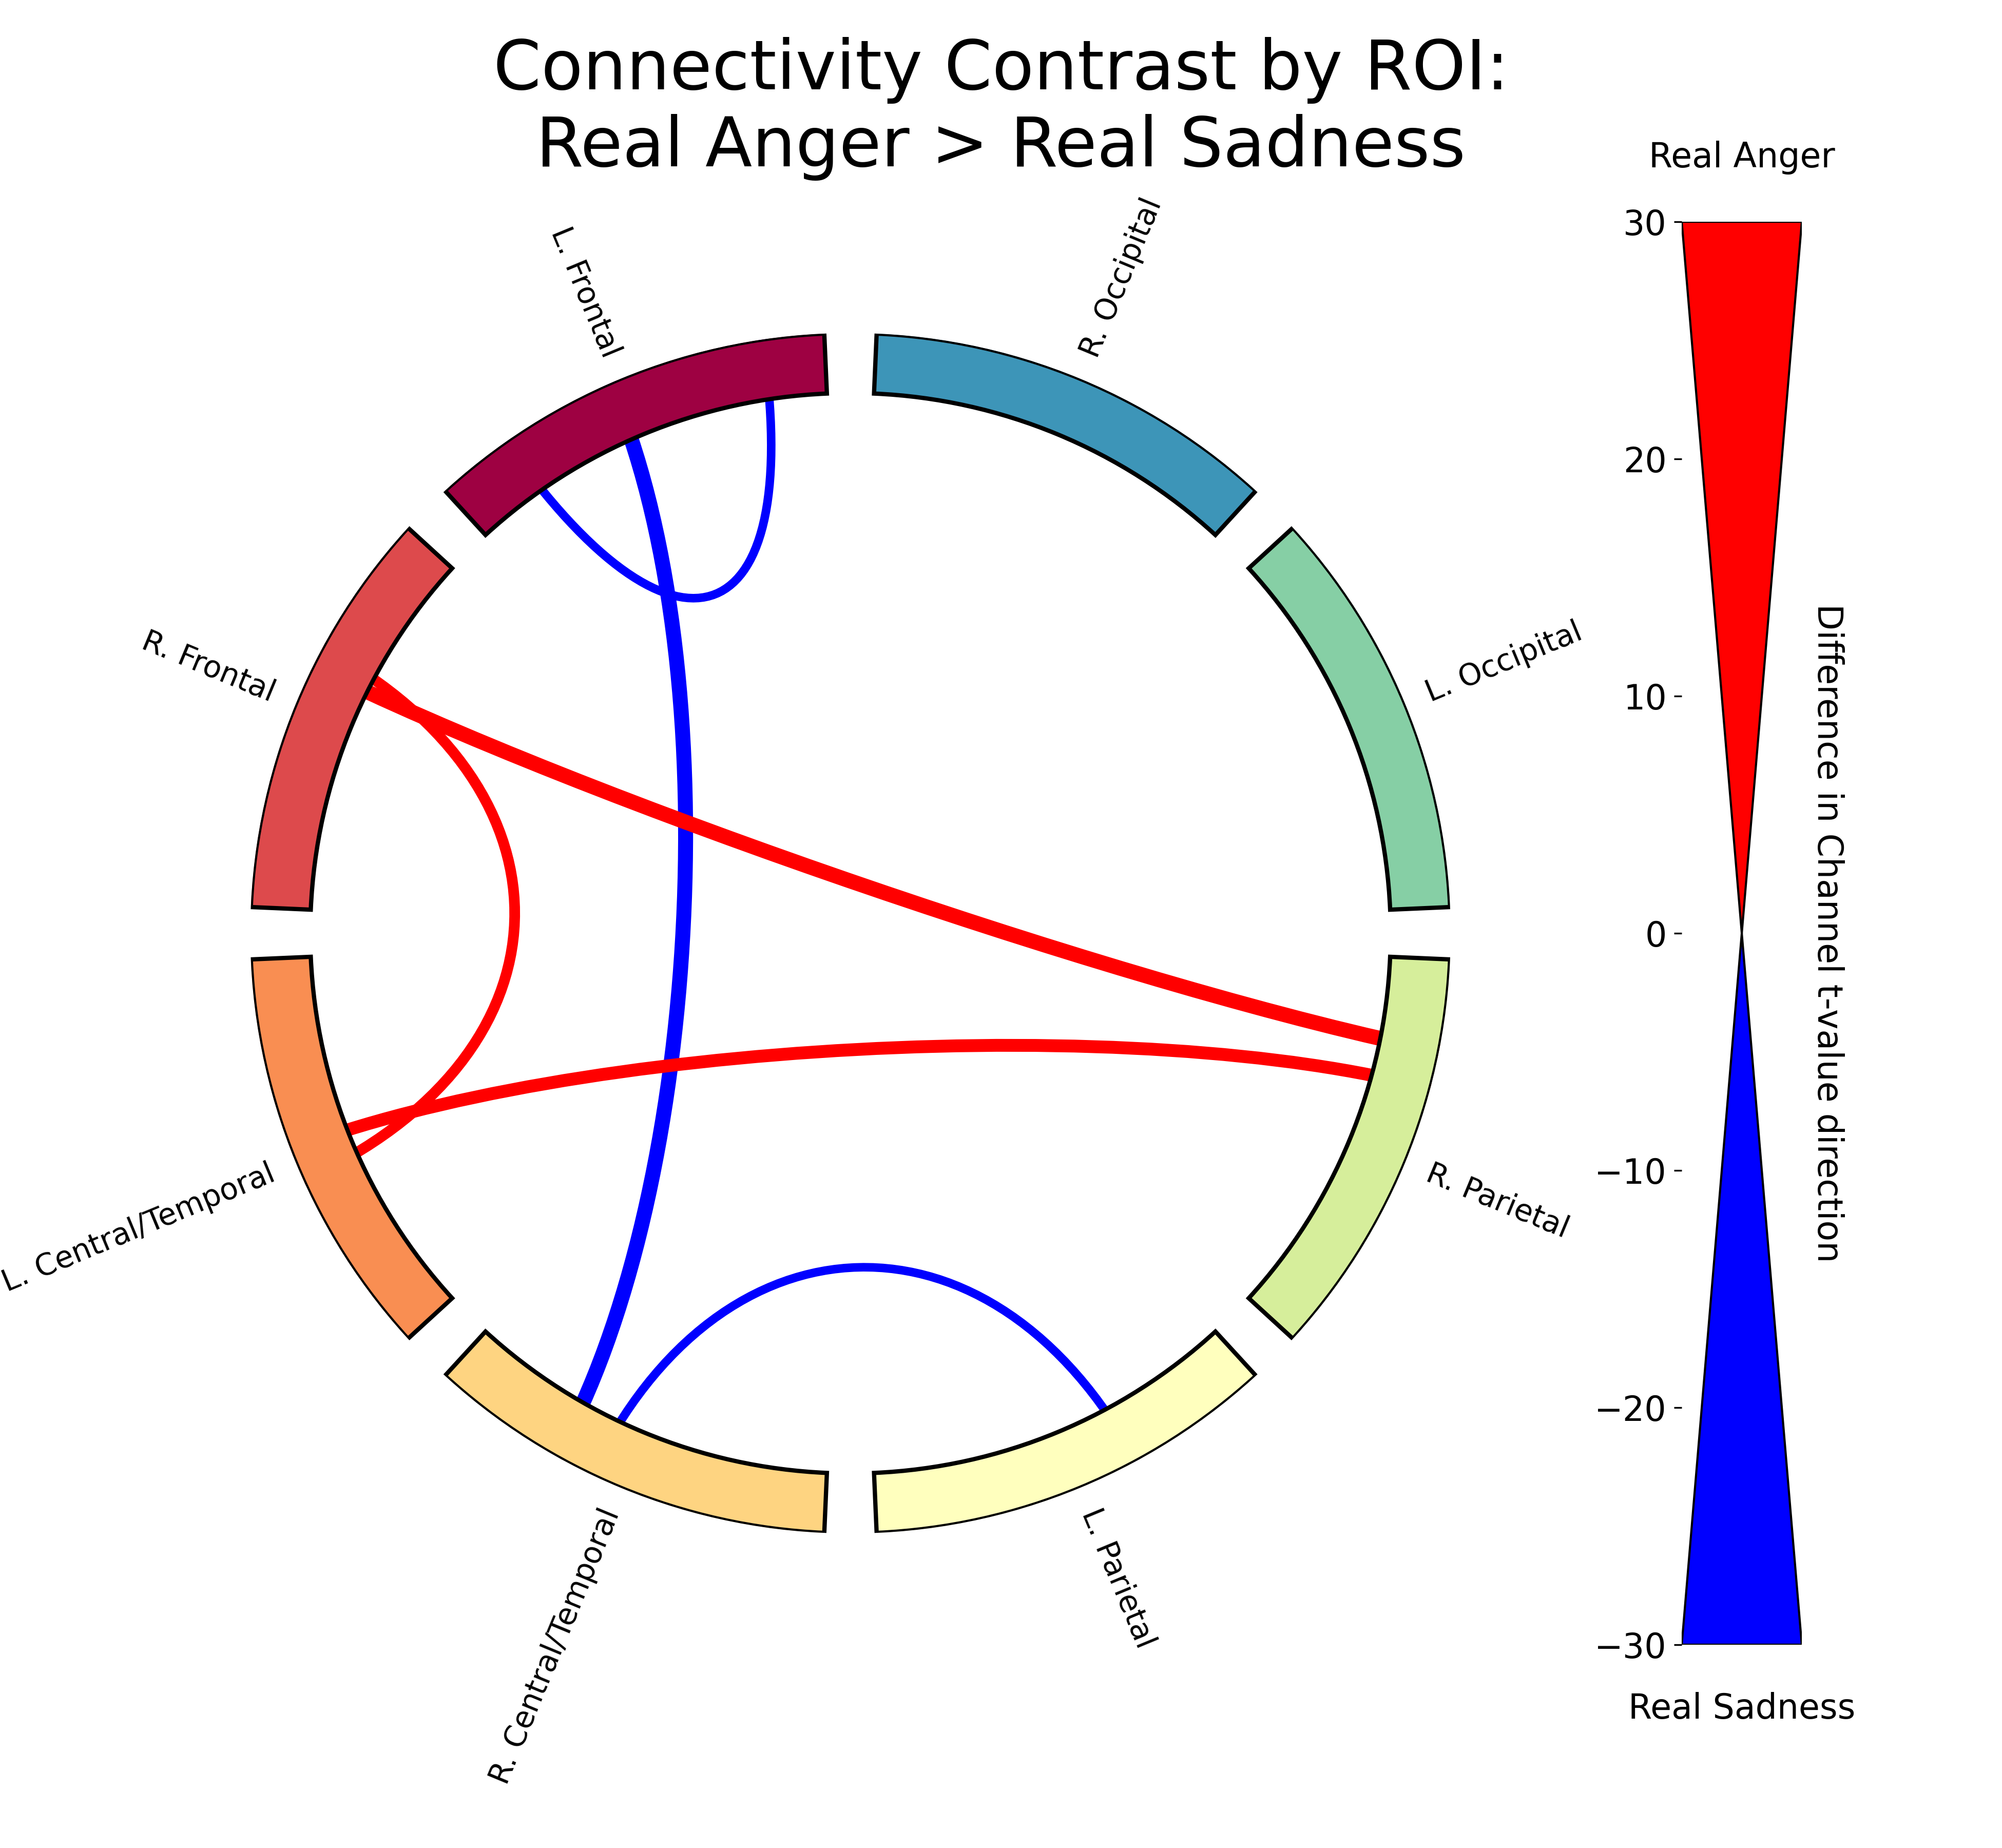 Connectivity Contrast by ROI:
Real Anger > Real Sadness
L. Frontal
R. Occipital
R. Frontal
L. Occipital
L. Central/Temporal
R. Parietal
R. Central/Temporal
L. Parietal
Real Anger
30
20
10
0
−10
−20
−30
Real Sadness
Difference in Channel t-value direction